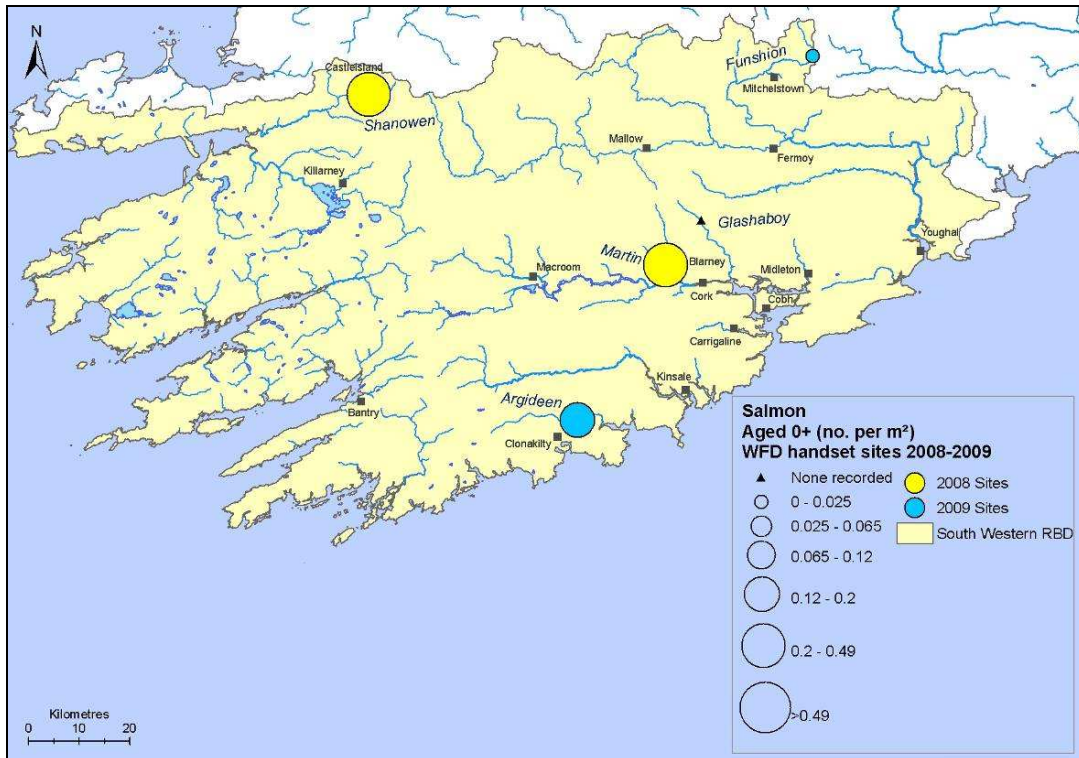 N
Castleisland
Shanowen
Funshion
Mitchelstown
Mallow
Fermoy
Killarney
Glashaboy
Youghal
Martin
Blarney
Macroom
Midleton
Cork
Cobh
Carrigaline
Kinsale
Argideen
Bantry
Clonakilty
Salmon
Aged 0+ (no. per m²)
WFD handset sites 2008-2009
None recorded
0 - 0.025
0.025 - 0.065
0.065 - 0.12
0.12 - 0.2
0.2 - 0.49
>0.49
2008 Sites
2009 Sites
South Western RBD
Kilometres
0 10 20